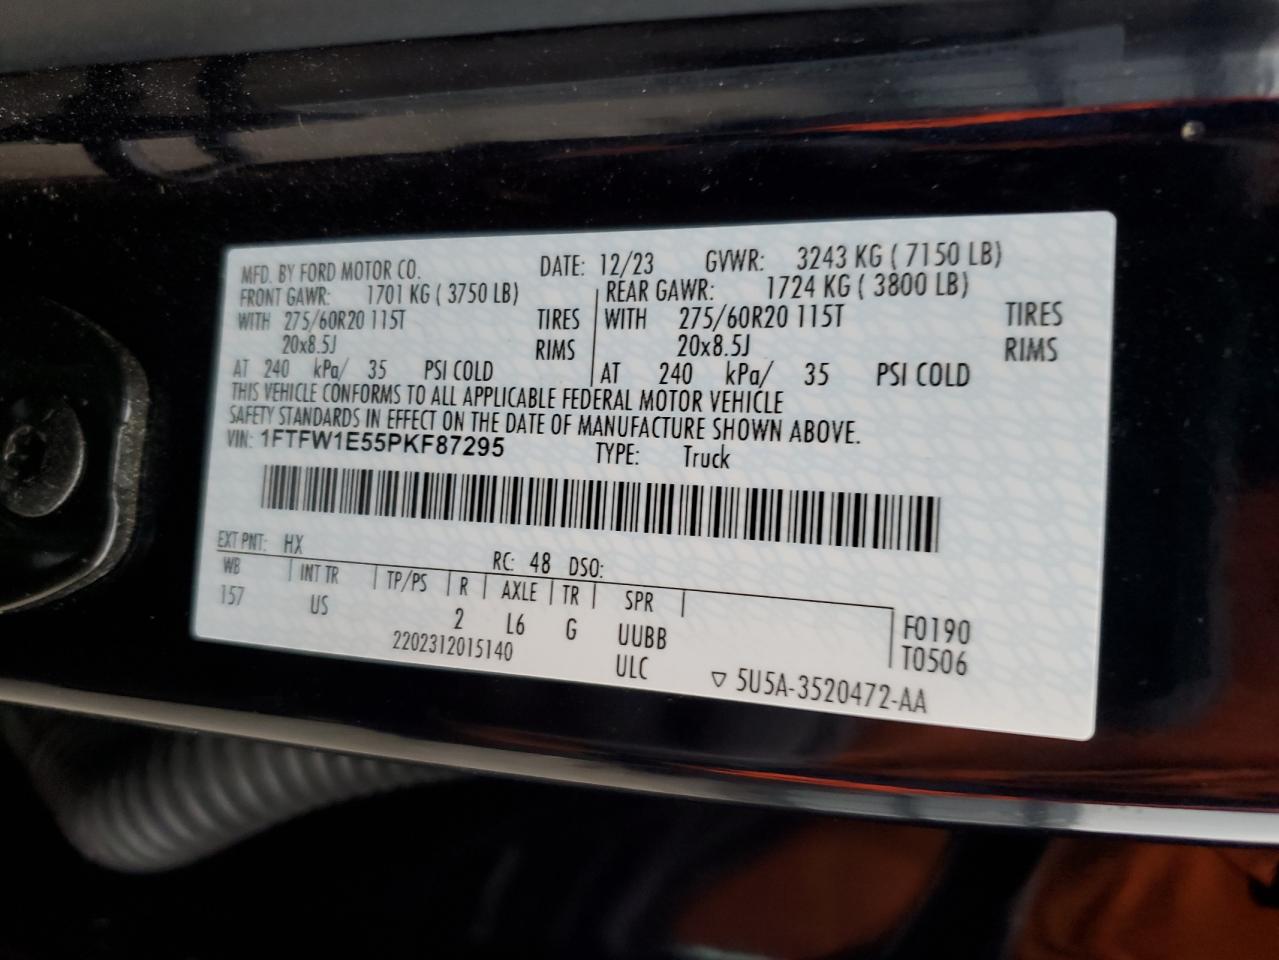 MFD. BY FORD MOTOR CO. DATE: 12/23 GVWR: 3243 KG ( 7150 LB)
FRONT GAWR: 1701 KG ( 3750 LB) REAR GAWR: 1724 KG ( 3800 LB)
WITH 275/60R20 115T TIRES WITH 275/60R20 115T TIRES
20x8.5J RIMS 20x8.5J RIMS
AT 240 kPa/ 35 PSI COLD AT 240 kPa/ 35 PSI COLD
THIS VEHICLE CONFORMS TO ALL APPLICABLE FEDERAL MOTOR VEHICLE
SAFETY STANDARDS IN EFFECT ON THE DATE OF MANUFACTURE SHOWN ABOVE.
VIN: 1FTFW1E55PKF87295 TYPE: Truck
EXT PNT: HX RC: 48 DSO:
WB INT TR TP/PS R AXLE TR SPR
157 US 2 L6 G UUBB F0190
2202312015140 ULC T0506
▽ 5U5A-3520472-AA